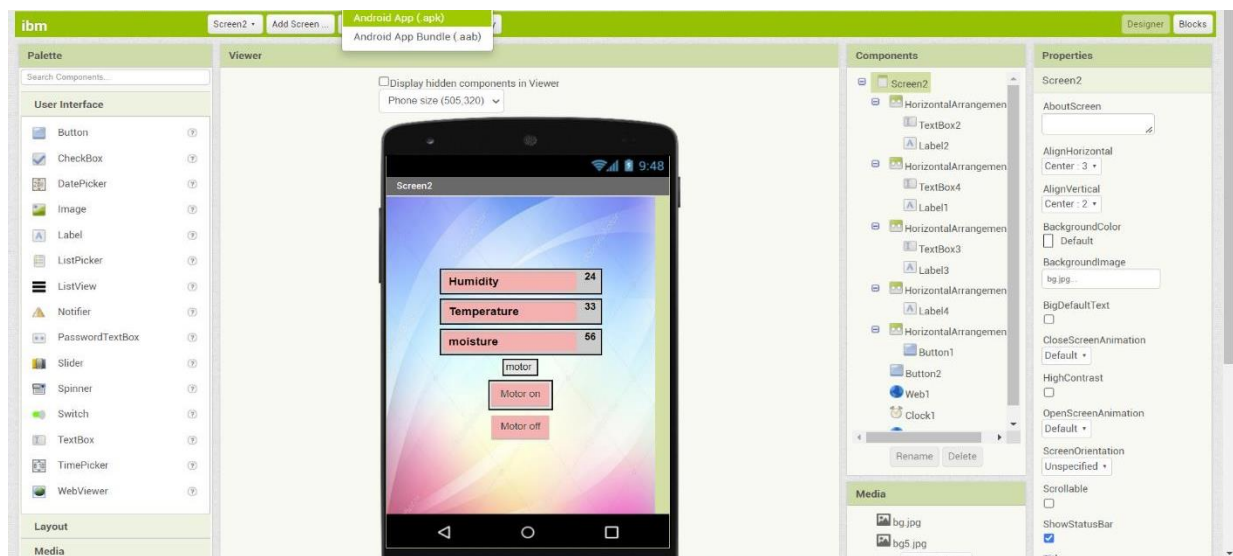 ibm
Screen2
Add Screen ...
Android App (.apk)
Android App Bundle (.aab)
Designer
Blocks
Palette
Search Components...
User Interface
Button
CheckBox
DatePicker
Image
Label
ListPicker
ListView
Notifier
PasswordTextBox
Slider
Spinner
Switch
TextBox
TimePicker
WebViewer
Layout
Media
Viewer
Display hidden components in Viewer
Phone size (505,320)
9:48
Screen2
Humidity 24
Temperature 33
moisture 56
motor
Motor on
Motor off
Components
Screen2
HorizontalArrangemen
TextBox2
Label2
HorizontalArrangemen
TextBox4
Label1
HorizontalArrangemen
TextBox3
Label3
HorizontalArrangemen
Label4
HorizontalArrangemen
Button1
Button2
Web1
Clock1
Rename Delete
Media
bg.jpg
bg5.jpg
Properties
Screen2
AboutScreen
AlignHorizontal
Center : 3
AlignVertical
Center : 2
BackgroundColor
Default
BackgroundImage
bg.jpg...
BigDefaultText
CloseScreenAnimation
Default
HighContrast
OpenScreenAnimation
Default
ScreenOrientation
Unspecified
Scrollable
ShowStatusBar